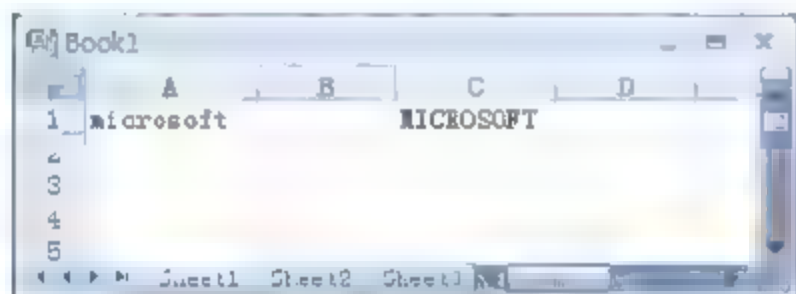 Book1
A B C D
1 microsoft MICROSOFT
2
3
4
5
Sheet1 Sheet2 Sheet3